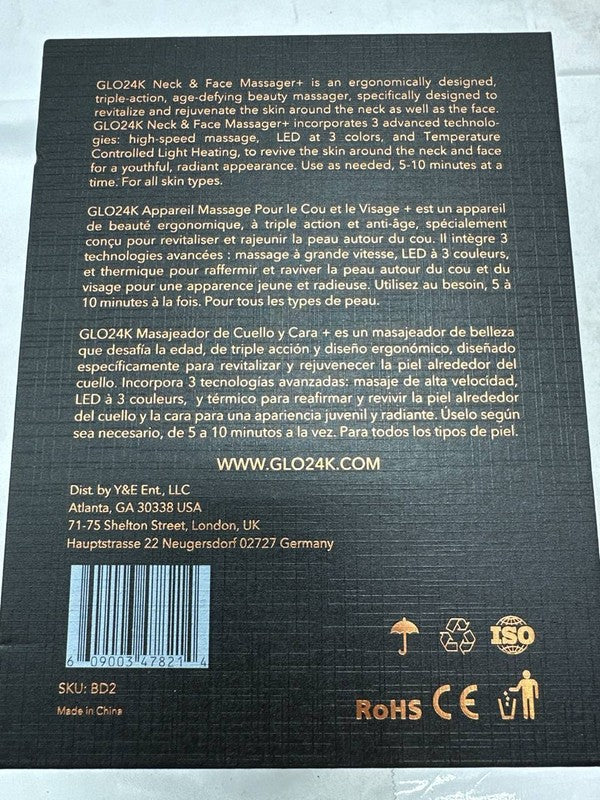 GLO24K Neck & Face Massager+ is an ergonomically designed,
triple-action, age-defying beauty massager, specifically designed to
revitalize and rejuvenate the skin around the neck as well as the face.
GLO24K Neck & Face Massager+ incorporates 3 advanced technolo-
gies: high-speed massage, LED at 3 colors, and Temperature
Controlled Light Heating, to revive the skin around the neck and face
for a youthful, radiant appearance. Use as needed, 5-10 minutes at a
time. For all skin types.
GLO24K Appareil Massage Pour le Cou et le Visage + est un appareil
de beauté ergonomique, à triple action et anti-âge, spécialement
conçu pour revitaliser et rajeunir la peau autour du cou. Il intègre 3
technologies avancées : massage à grande vitesse, LED à 3 couleurs,
et thermique pour raffermir et raviver la peau autour du cou et du
visage pour une apparence jeune et radieuse. Utilisez au besoin, 5 à
10 minutes à la fois. Pour tous les types de peau.
GLO24K Masajeador de Cuello y Cara + es un masajeador de belleza
que desafía la edad, de triple acción y diseño ergonómico, diseñado
específicamente para revitalizar y rejuvenecer la piel alrededor del
cuello. Incorpora 3 tecnologías avanzadas: masaje de alta velocidad,
LED à 3 couleurs, y térmico para reafirmar y revivir la piel alrededor
del cuello y la cara para una apariencia juvenil y radiante. Úselo según
sea necesario, de 5 a 10 minutos a la vez. Para todos los tipos de piel.
WWW.GLO24K.COM
Dist. by Y&E Ent., LLC
Atlanta, GA 30338 USA
71-75 Shelton Street, London, UK
Hauptstrasse 22 Neugersdorf 02727 Germany
6 09003 47821 4
ISO
SKU: BD2
Made in China
RoHS CE